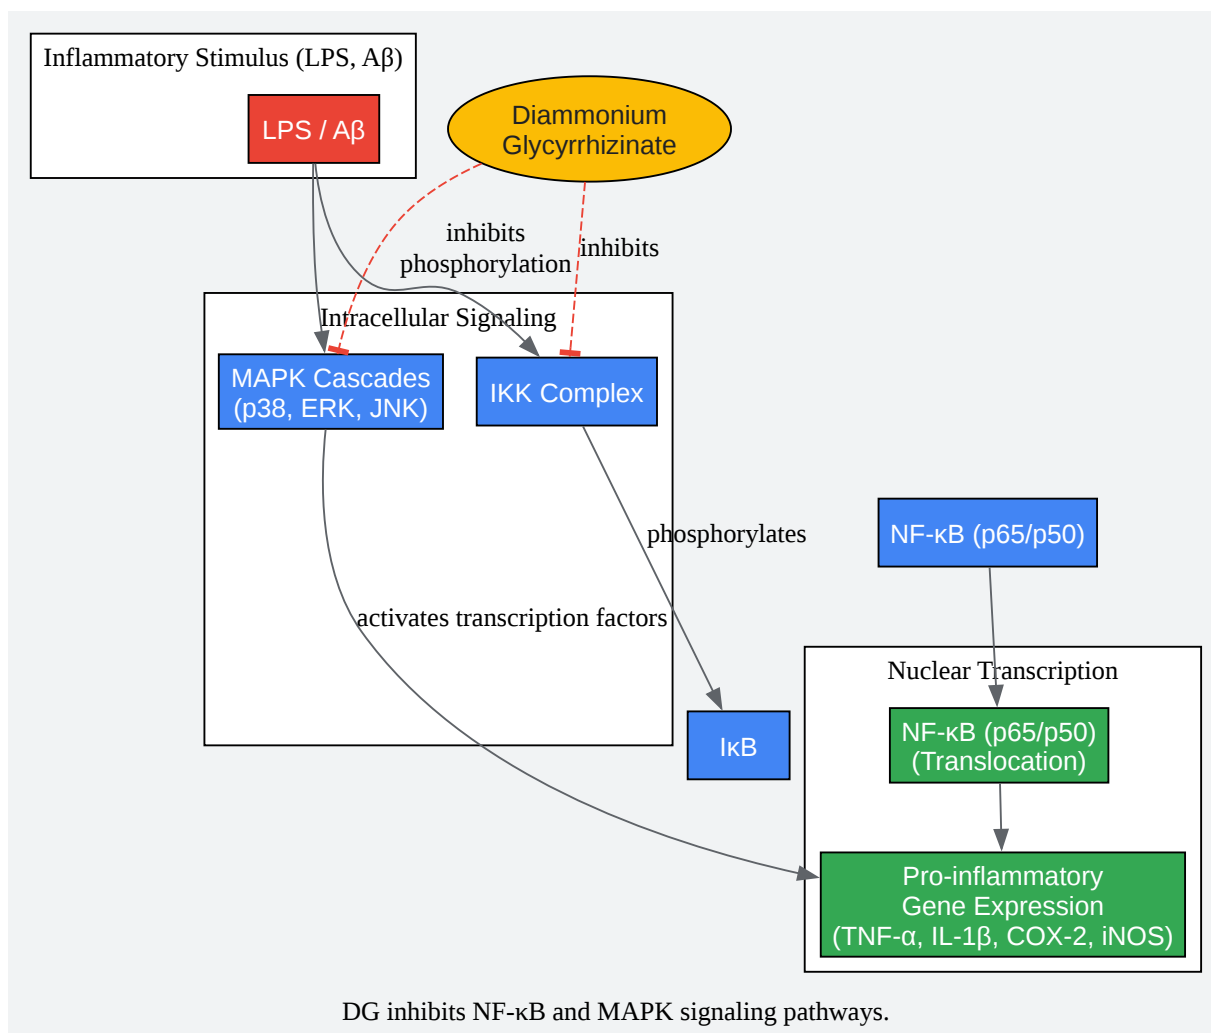 Inflammatory Stimulus (LPS, Aβ)
LPS / Aβ
Diammonium
Glycyrrhizinate
inhibits
phosphorylation
inhibits
Intracellular Signaling
MAPK Cascades
(p38, ERK, JNK)
IKK Complex
phosphorylates
NF-κB (p65/p50)
activates transcription factors
Nuclear Transcription
IκB
NF-κB (p65/p50)
(Translocation)
Pro-inflammatory
Gene Expression
(TNF-α, IL-1β, COX-2, iNOS)
DG inhibits NF-κB and MAPK signaling pathways.